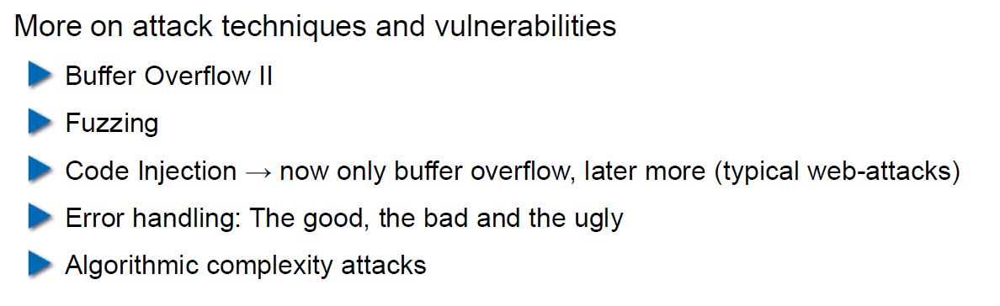 More on attack techniques and vulnerabilities
Buffer Overflow II
Fuzzing
Code Injection → now only buffer overflow, later more (typical web-attacks)
Error handling: The good, the bad and the ugly
Algorithmic complexity attacks